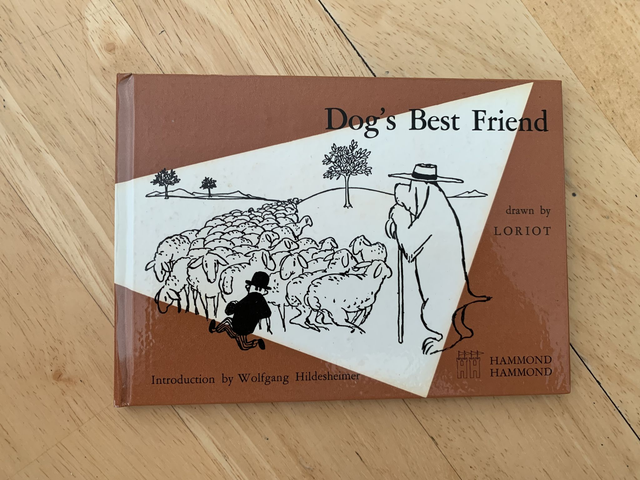 Dog's Best Friend
drawn by
LORIOT
Introduction by Wolfgang Hildesheimer
HAMMOND
HAMMOND